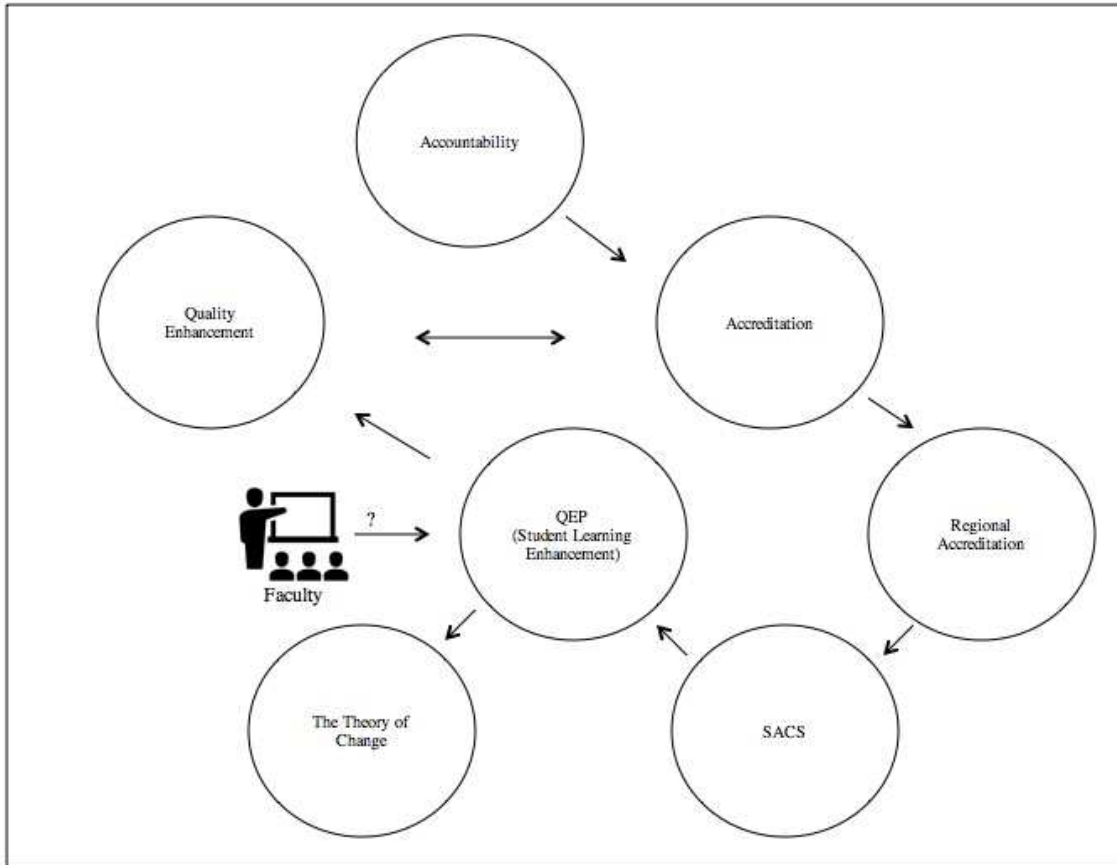 Accountability
Quality
Enhancement
Accreditation
?
Faculty
QEP
(Student Learning
Enhancement)
Regional
Accreditation
The Theory of
Change
SACS